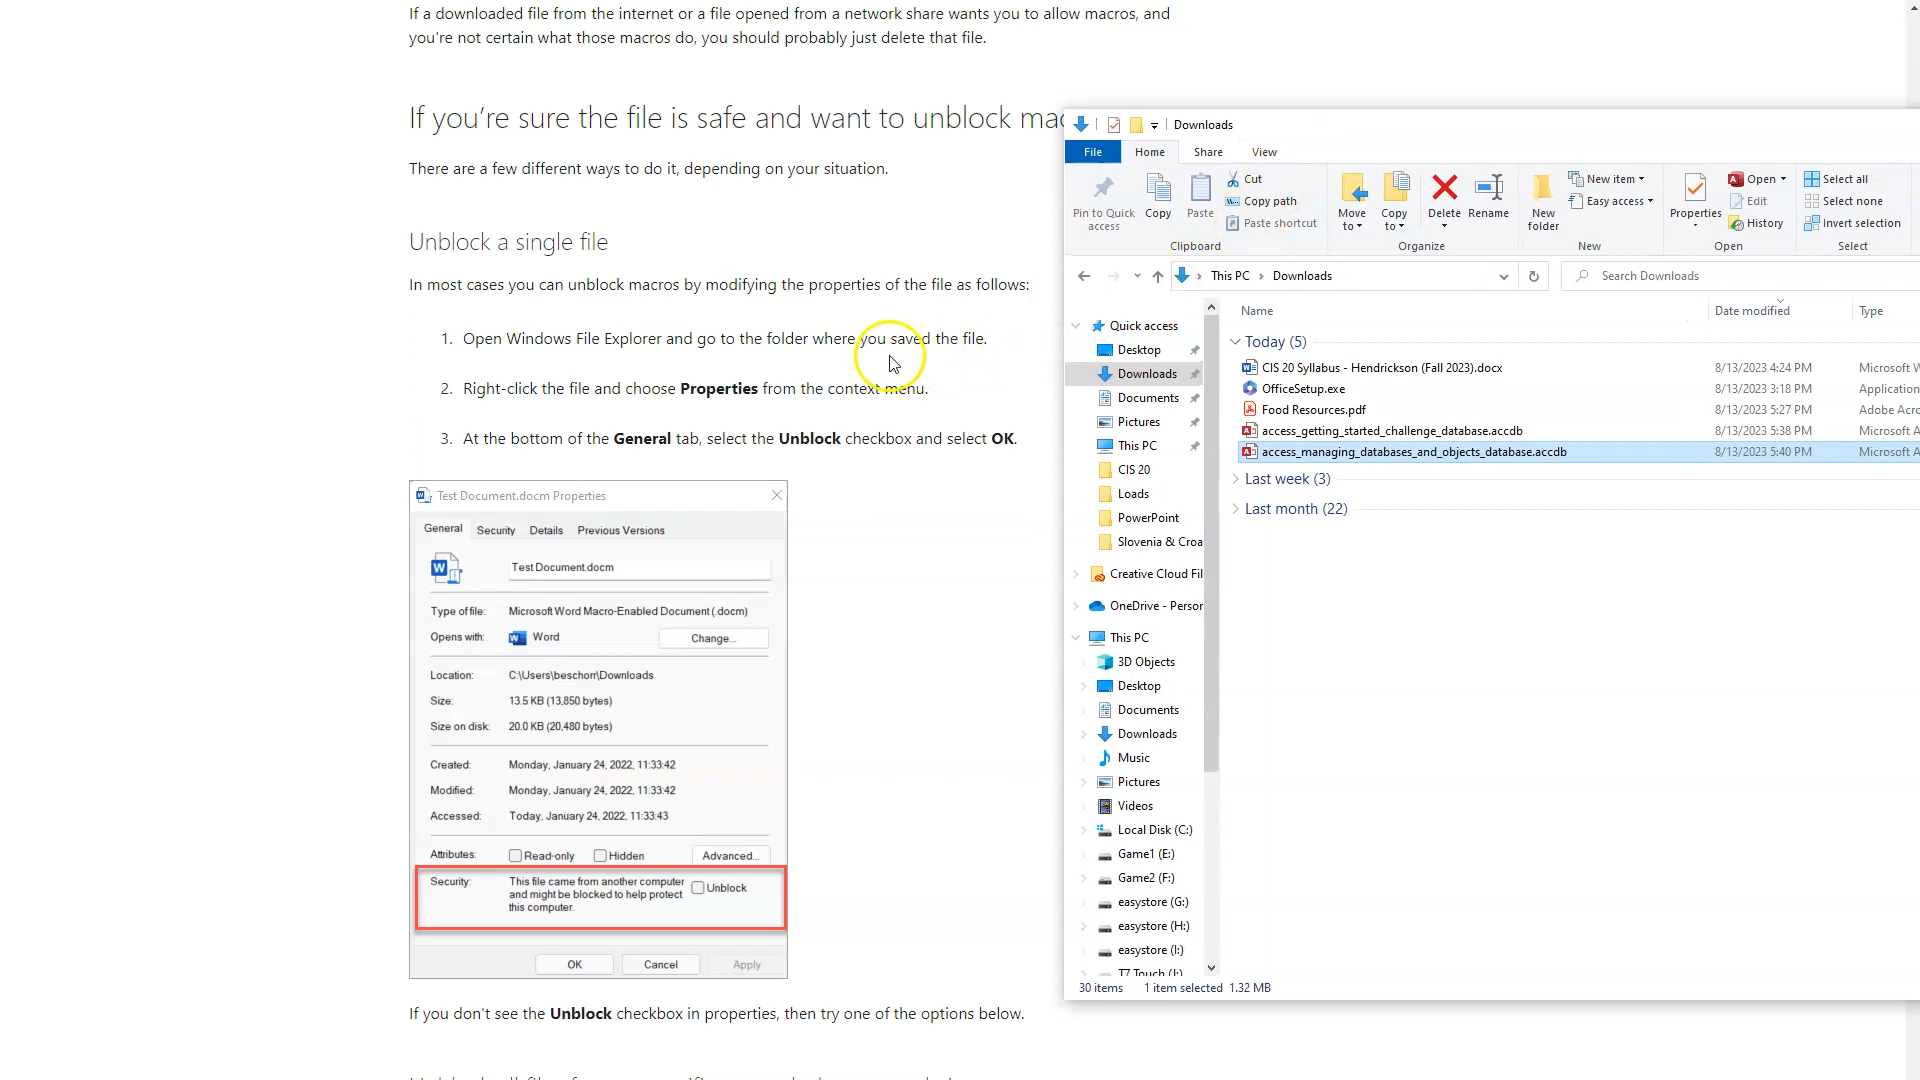 If a downloaded file from the internet or a file opened from a network share wants you to allow macros, and
you're not certain what those macros do, you should probably just delete that file.
If you’re sure the file is safe and want to unblock mac
There are a few different ways to do it, depending on your situation.
Unblock a single file
In most cases you can unblock macros by modifying the properties of the file as follows:
1. Open Windows File Explorer and go to the folder where you saved the file.
2. Right-click the file and choose Properties from the context menu.
3. At the bottom of the General tab, select the Unblock checkbox and select OK.
Test Document.docm Properties
General Security Details Previous Versions
Test Document.docm
Type of file: Microsoft Word Macro-Enabled Document (.docm)
Opens with: Word Change...
Location: C:\Users\beschorr\Downloads
Size: 13.5 KB (13,850 bytes)
Size on disk: 20.0 KB (20,480 bytes)
Created: Monday, January 24, 2022, 11:33:42
Modified: Monday, January 24, 2022, 11:33:42
Accessed: Today, January 24, 2022, 11:33:43
Attributes: Read-only Hidden Advanced...
Security: This file came from another computer
and might be blocked to help protect
this computer.
Unblock
OK Cancel Apply
If you don't see the Unblock checkbox in properties, then try one of the options below.
Downloads
File Home Share View
Pin to Quick
access
Copy
Paste
Cut
Copy path
Paste shortcut
Clipboard
Move
to
Copy
to
Delete
Rename
Organize
New
folder
New item
Easy access
New
Properties
Open
Edit
History
Open
Select all
Select none
Invert selection
Select
This PC > Downloads
Search Downloads
Quick access
Desktop
Downloads
Documents
Pictures
This PC
CIS 20
Loads
PowerPoint
Slovenia & Croa
Creative Cloud Fil
OneDrive - Person
This PC
3D Objects
Desktop
Documents
Downloads
Music
Pictures
Videos
Local Disk (C:)
Game1 (E:)
Game2 (F:)
easystore (G:)
easystore (H:)
easystore (I:)
T7 Touch (J:)
Name Date modified Type
Today (5)
CIS 20 Syllabus - Hendrickson (Fall 2023).docx 8/13/2023 4:24 PM Microsoft W
OfficeSetup.exe 8/13/2023 3:18 PM Application
Food Resources.pdf 8/13/2023 5:27 PM Adobe Acro
access_getting_started_challenge_database.accdb 8/13/2023 5:38 PM Microsoft A
access_managing_databases_and_objects_database.accdb 8/13/2023 5:40 PM Microsoft A
Last week (3)
Last month (22)
30 items 1 item selected 1.32 MB